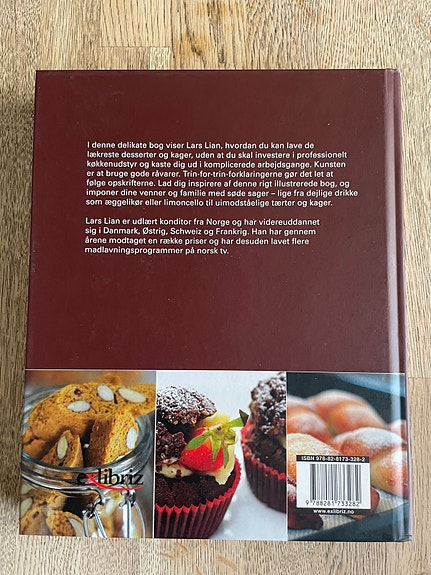 I denne delikate bog viser Lars Lian, hvordan du kan lave de
lækreste desserter og kager, uden at du skal investere i professionelt
køkkenudstyr og kaste dig ud i komplicerede arbejdsgange. Kunsten
er at bruge gode råvarer. Trin-for-trin-forklaringerne gør det let at
følge opskrifterne. Lad dig inspirere af denne rigt illustrerede bog, og
imponer dine venner og familie med søde sager – lige fra dejlige drikke
som æggelikør eller limoncello til uimodståelige tærter og kager.
Lars Lian er udlært konditor fra Norge og har videreuddannet
sig i Danmark, Østrig, Schweiz og Frankrig. Han har gennem
årene modtaget en række priser og har desuden lavet flere
madlavningsprogrammer på norsk tv.
exlibriz
ISBN 978-82-8173-328-2
9 788281 733282
www.exlibriz.no